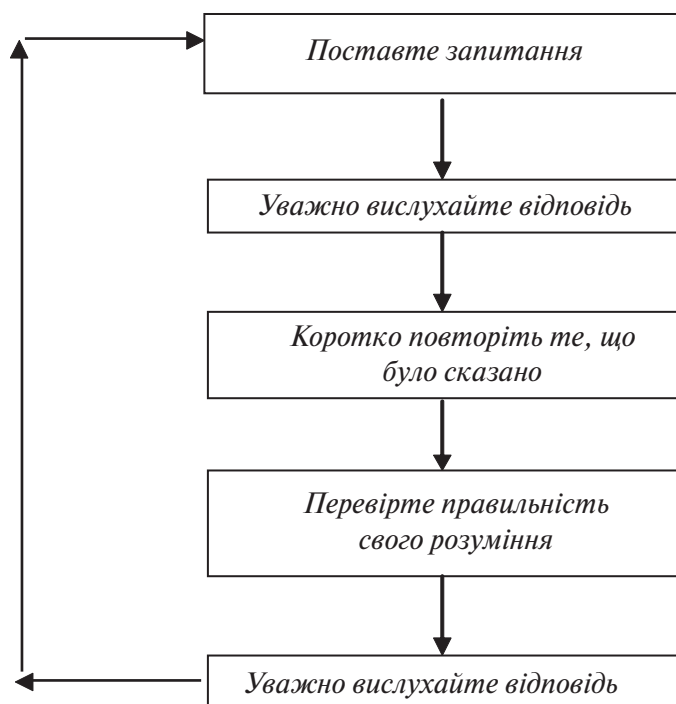 Поставте запитання
Уважно вислухайте відповідь
Коротко повторіть те, що
було сказано
Перевірте правильність
свого розуміння
Уважно вислухайте відповідь